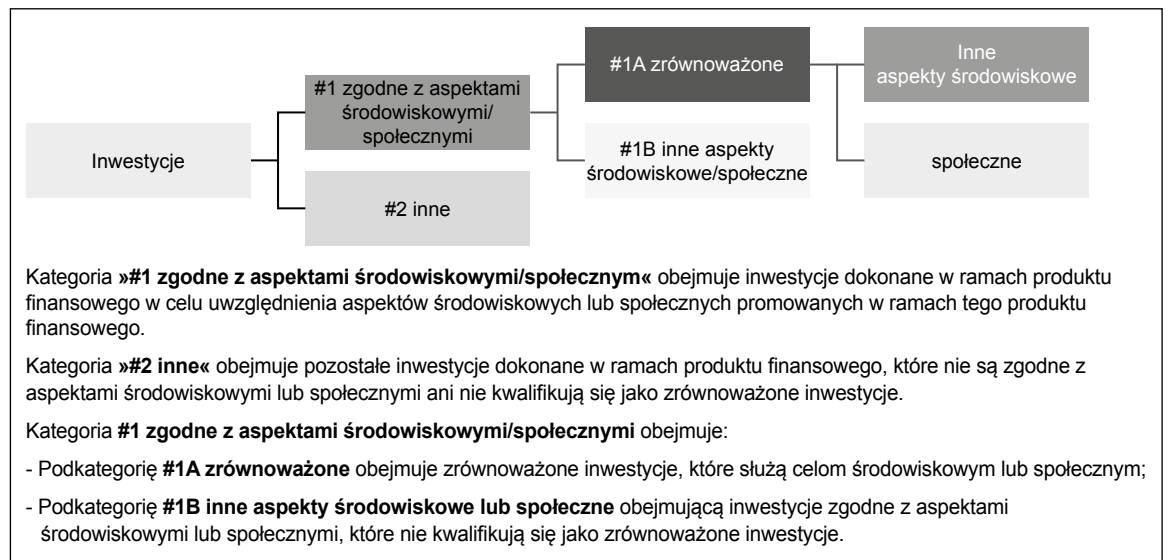 Inwestycje
#1 zgodne z aspektami
środowiskowymi/
społecznymi
#2 inne
#1A zrównoważone
#1B inne aspekty
środowiskowe/społeczne
Inne
aspekty środowiskowe
społeczne
Kategoria »#1 zgodne z aspektami środowiskowymi/społecznym« obejmuje inwestycje dokonane w ramach produktu
finansowego w celu uwzględnienia aspektów środowiskowych lub społecznych promowanych w ramach tego produktu
finansowego.
Kategoria »#2 inne« obejmuje pozostałe inwestycje dokonane w ramach produktu finansowego, które nie są zgodne z
aspektami środowiskowymi lub społecznymi ani nie kwalifikują się jako zrównoważone inwestycje.
Kategoria #1 zgodne z aspektami środowiskowymi/społecznymi obejmuje:
- Podkategorię #1A zrównoważone obejmuje zrównoważone inwestycje, które służą celom środowiskowym lub społecznym;
- Podkategorię #1B inne aspekty środowiskowe lub społeczne obejmującą inwestycje zgodne z aspektami
środowiskowymi lub społecznymi, które nie kwalifikują się jako zrównoważone inwestycje.